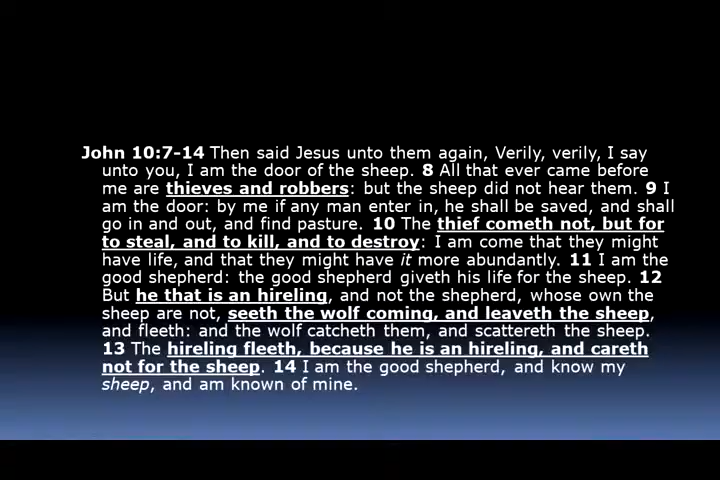 John 10:7-14 Then said Jesus unto them again, Verily, verily, I say
unto you, I am the door of the sheep. 8 All that ever came before
me are thieves and robbers: but the sheep did not hear them. 9 I
am the door: by me if any man enter in, he shall be saved, and shall
go in and out, and find pasture. 10 The thief cometh not, but for
to steal, and to kill, and to destroy: I am come that they might
have life, and that they might have it more abundantly. 11 I am the
good shepherd: the good shepherd giveth his life for the sheep. 12
But he that is an hireling, and not the shepherd, whose own the
sheep are not, seeth the wolf coming, and leaveth the sheep,
and fleeth: and the wolf catcheth them, and scattereth the sheep.
13 The hireling fleeth, because he is an hireling, and careth
not for the sheep. 14 I am the good shepherd, and know my
sheep, and am known of mine.